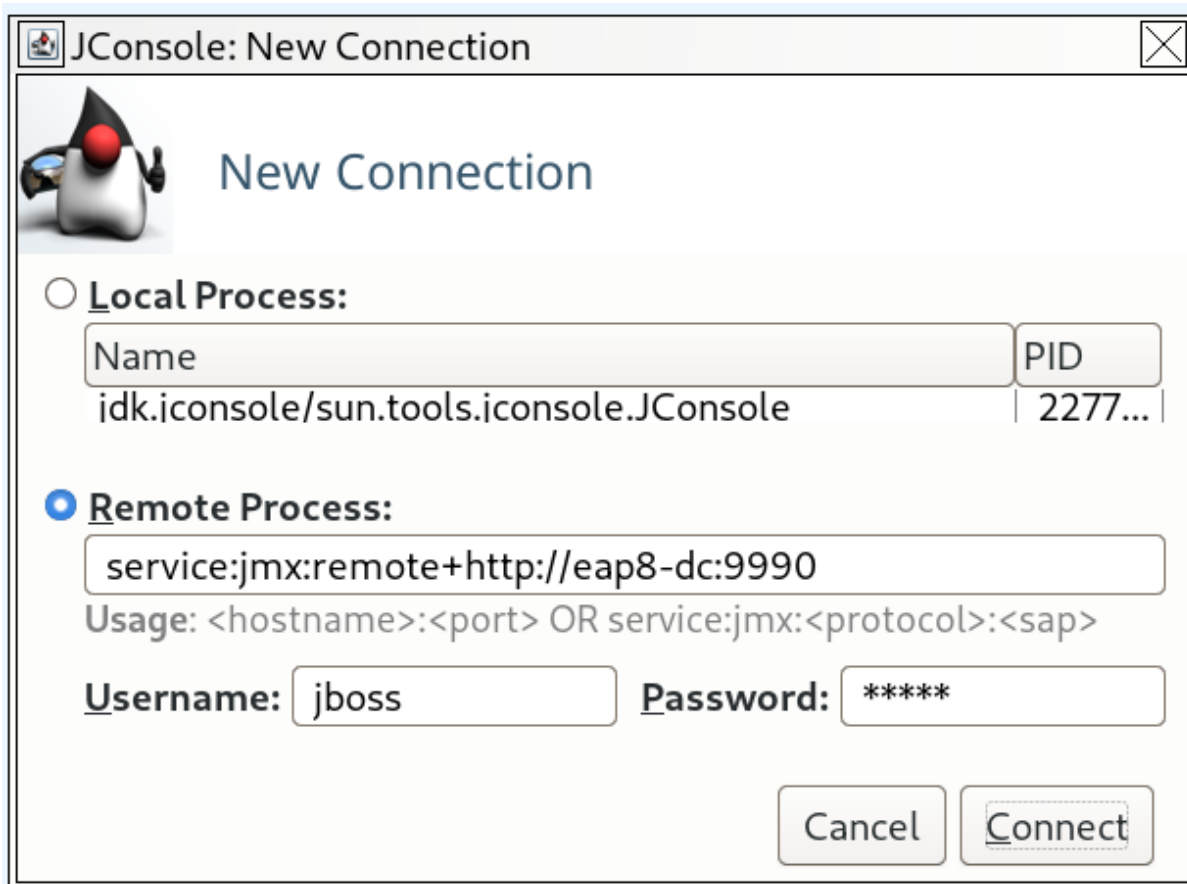 JConsole: New Connection
New Connection
Local Process:
Name PID
jdk.jconsole/sun.tools.jconsole.JConsole 2277...
Remote Process:
service:jmx:remote+http://eap8-dc:9990
Usage: <hostname>:<port> OR service:jmx:<protocol>:<sap>
Username: jboss Password: *****
Cancel Connect